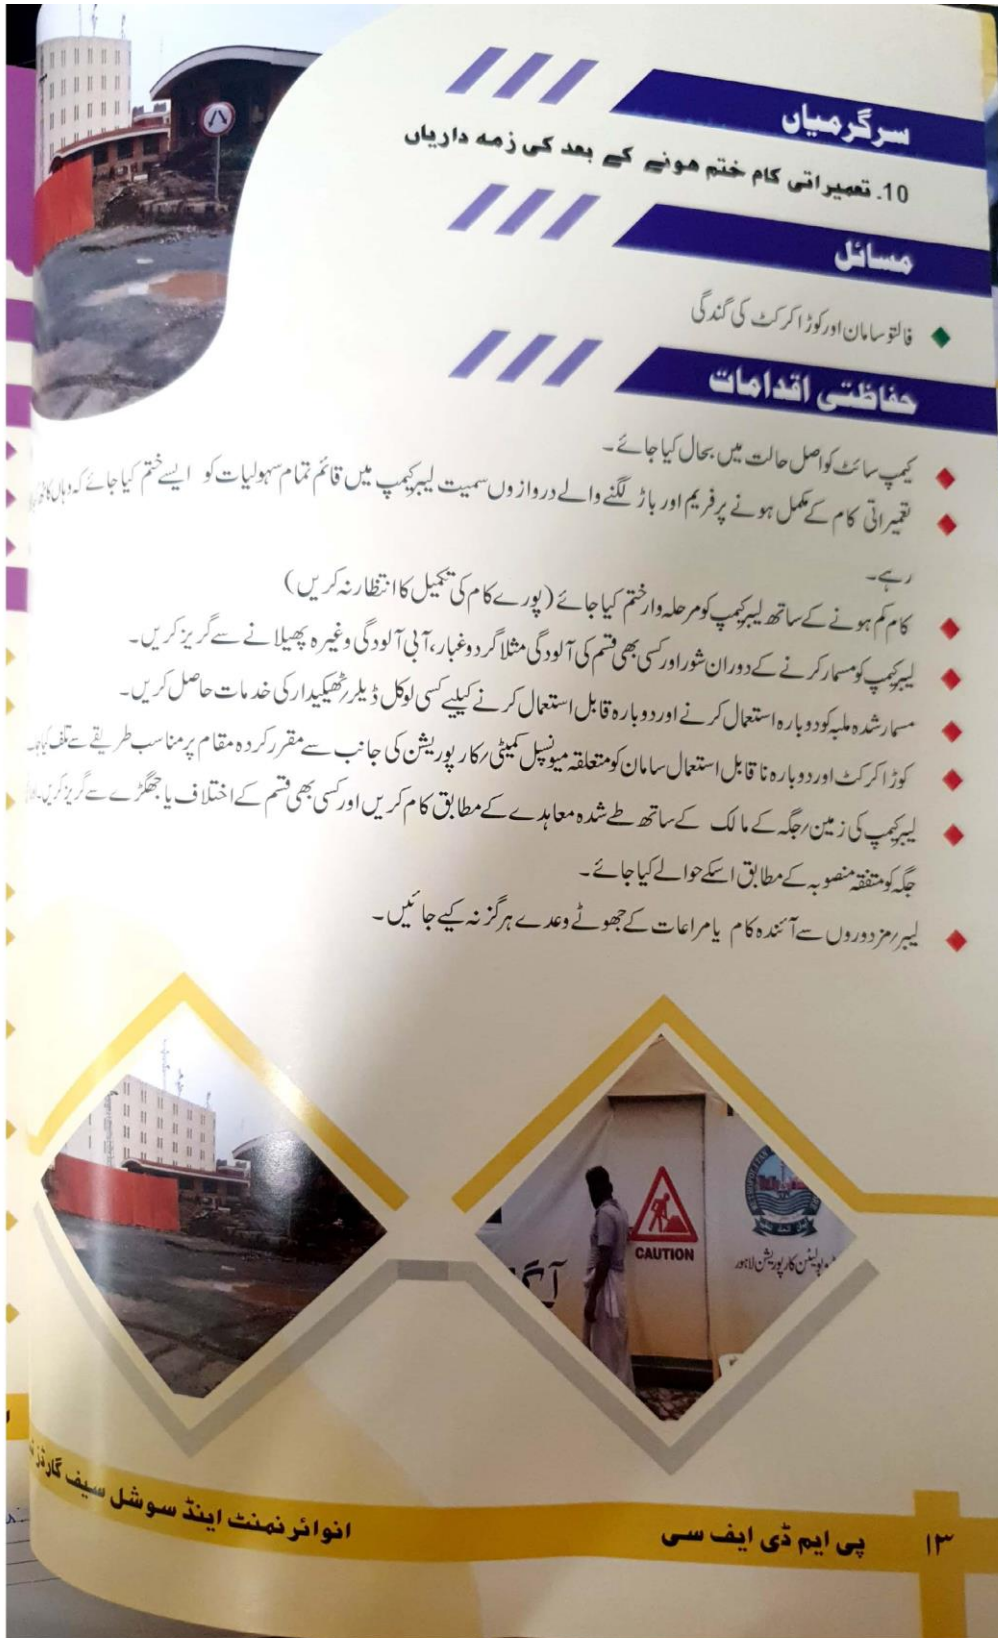 سرگرمیاں
10۔ تعمیراتی کام ختم ھونے کے بعد کی زمہ داریاں
مسائل
فالتو سامان اور کوڑا کرکٹ کی گندگی
حفاظتی اقدامات
کیمپ سائٹ کو اصل حالت میں بحال کیا جائے۔
تعمیراتی کام کے مکمل ہونے پر فریم اور باڑ لگنے والے دروازوں سمیت لیبر کیمپ میں قائم تمام سہولیات کو ایسے ختم کیا جائے کہ وہاں کا
رہے۔
کام کم ہونے کے ساتھ لیبر کیمپ کو مرحلہ وار ختم کیا جائے (پورے کام کی تکمیل کا انتظار نہ کریں)
لیبر کیمپ کو مسمار کرنے کے دوران شور اور کسی بھی قسم کی آلودگی مثلا گرد و غبار، آبی آلودگی وغیرہ پھیلانے سے گریز کریں۔
مسمار شدہ ملبہ کو دوبارہ استعمال کرنے اور دوبارہ قابل استعمال کرنے کیلیے کسی لوکل ڈیلر/ٹھیکیدار کی خدمات حاصل کریں۔
کوڑا کرکٹ اور دوبارہ نا قابل استعمال سامان کو متعلقہ میونسپل کمیٹی/کارپوریشن کی جانب سے مقرر کردہ مقام پر مناسب طریقے سے تلف کیا
لیبر کیمپ کی زمین/جگہ کے مالک کے ساتھ طے شدہ معاہدے کے مطابق کام کریں اور کسی بھی قسم کے اختلاف یا جھگڑے سے گریز کریں۔
جگہ کو متفقہ منصوبہ کے مطابق اسکے حوالے کیا جائے۔
لیبر/مزدوروں سے آئندہ کام یا مراعات کے جھوٹے وعدے ہرگز نہ کیے جائیں۔
CAUTION
کارپوریشن لاہور
۱۳
پی ایم ڈی ایف سی
انوائرنمنٹ اینڈ سوشل سیف گارڈز